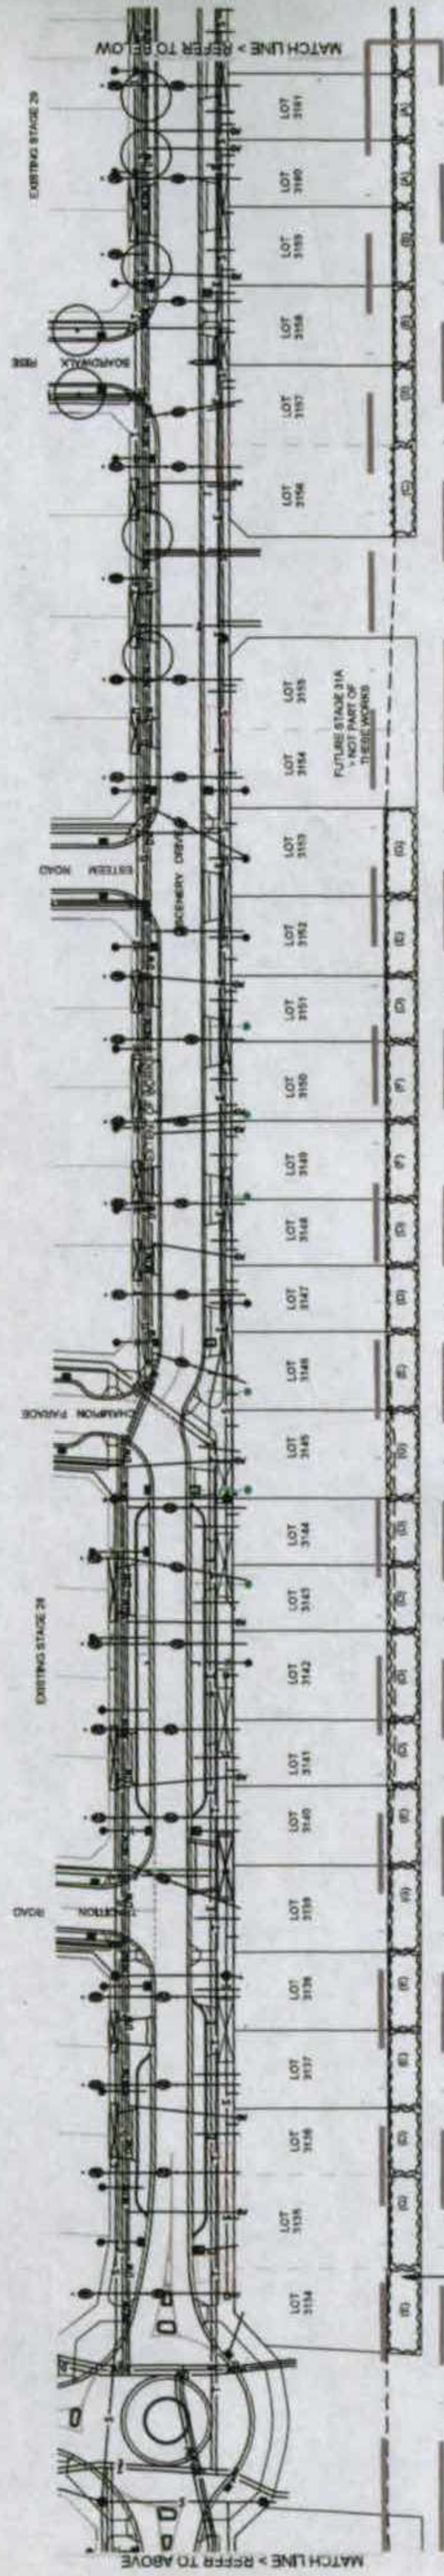 MATCH LINE > REFER TO BELOW
EXISTING STAGE 29
LOT
3161
(A)
LOT
3160
(A)
LOT
3159
(B)
LOT
3158
(B)
BOARDWALK RISE
LOT
3157
LOT
3156
(C)
LOT
3155
FUTURE STAGE 31A
> NOT PART OF
THESE WORKS
LOT
3154
LOT
3153
(G)
ESTEEM ROAD
SCENERY DRIVE
LOT
3152
(E)
LOT
3151
(D)
LOT
3150
(F)
LOT
3149
(F)
LOT
3148
(D)
LOT
3147
(D)
LOT
3146
(E)
CHAMPION PARADE
LOT
3145
(G)
LOT
3144
(D)
LOT
3143
(D)
EXISTING STAGE 28
LOT
3142
(D)
LOT
3141
(D)
LOT
3140
(E)
LOT
3139
(G)
ROAD
LOT
3138
(E)
LOT
3137
(E)
LOT
3136
(D)
LOT
3135
(G)
LOT
3134
(E)
MATCH LINE > REFER TO ABOVE